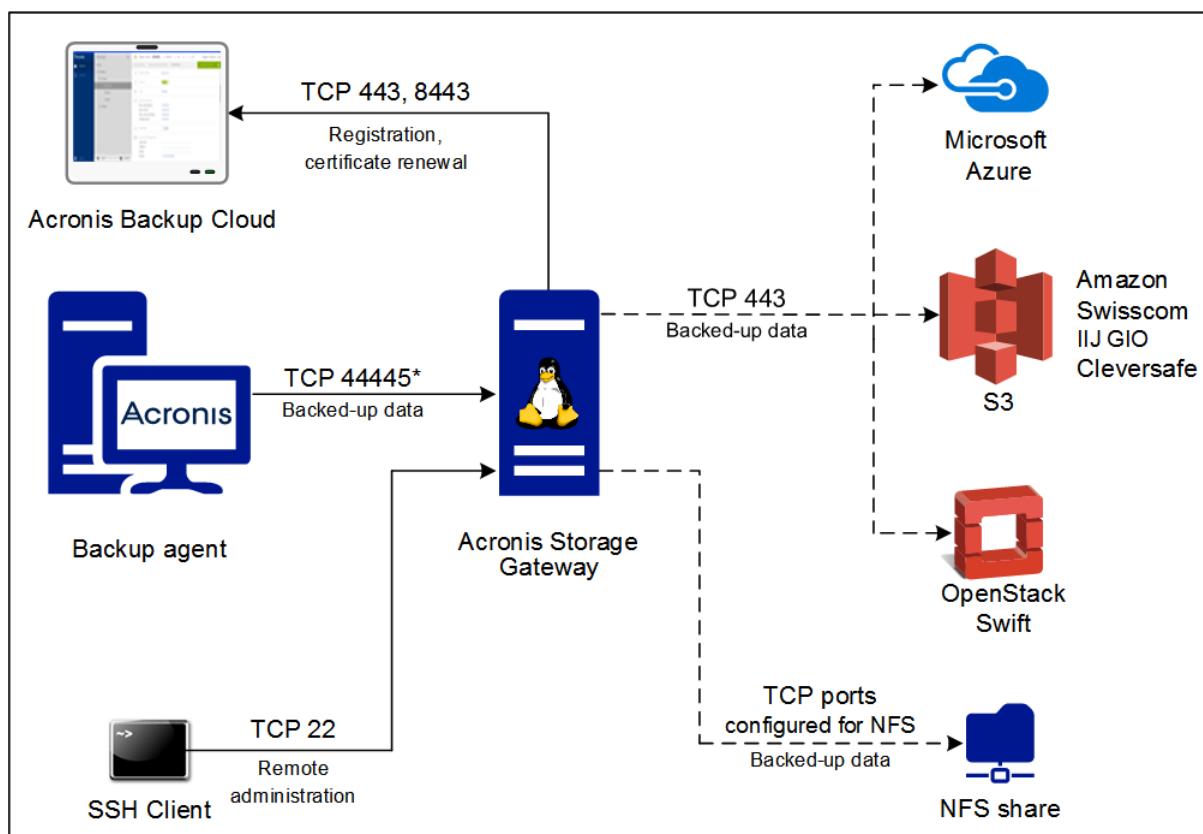 TCP 443, 8443
Registration,
certificate renewal
Acronis Backup Cloud
Acronis
Backup agent
TCP 44445*
Backed-up data
Acronis Storage
Gateway
~>
SSH Client
TCP 22
Remote
administration
TCP 443
Backed-up data
Microsoft
Azure
Amazon
Swisscom
IIJ GIO
Cleversafe
S3
OpenStack
Swift
TCP ports
configured for NFS
Backed-up data
NFS share